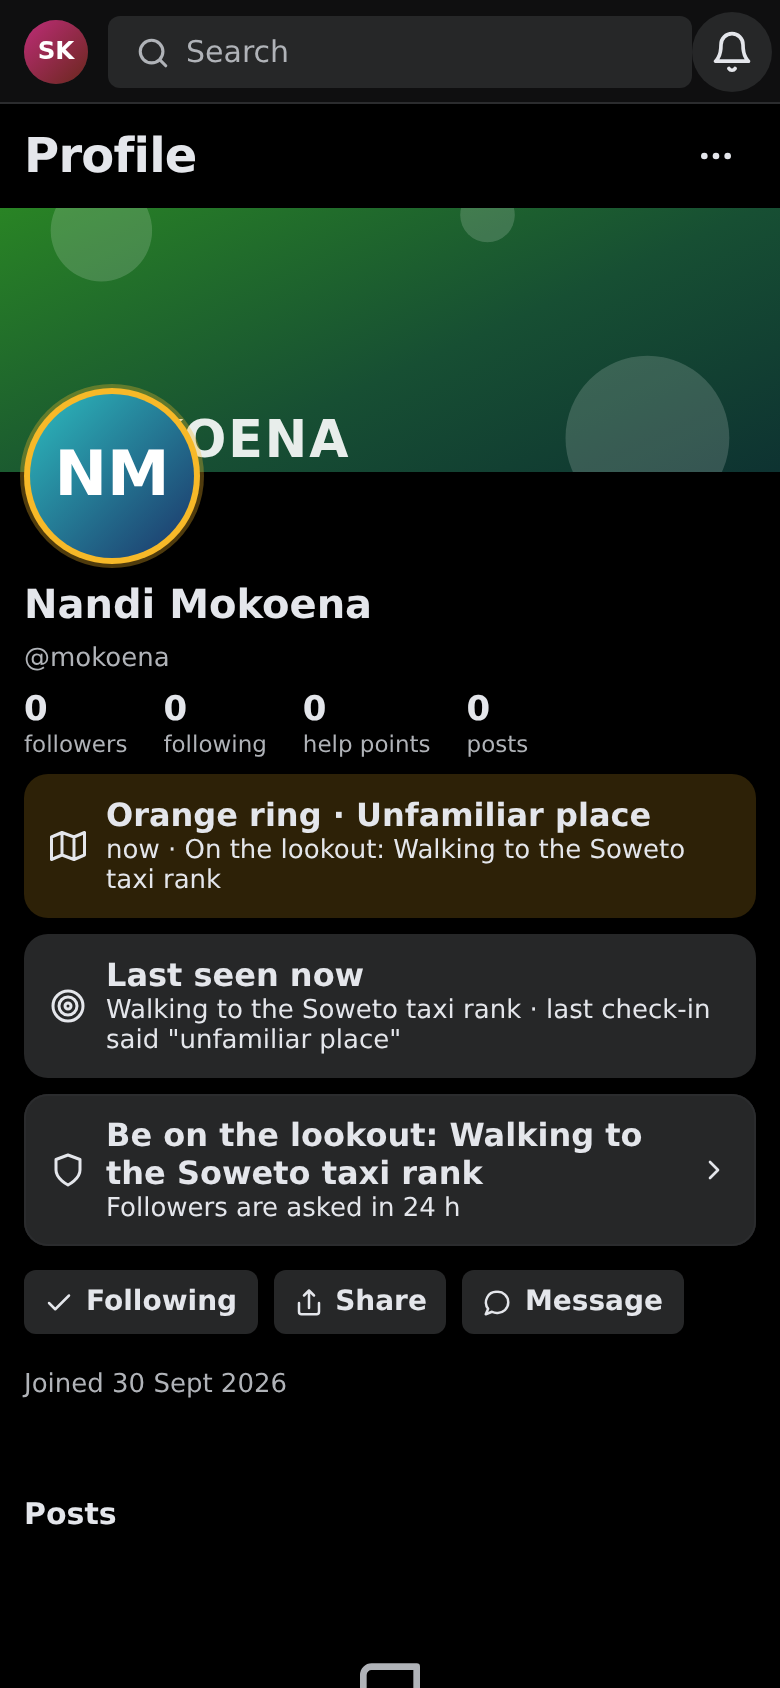 SK
Search
Profile
OENA
NM
Nandi Mokoena
@mokoena
0 0 0 0
followers following help points posts
Orange ring · Unfamiliar place
now · On the lookout: Walking to the Soweto
taxi rank
Last seen now
Walking to the Soweto taxi rank · last check-in
said "unfamiliar place"
Be on the lookout: Walking to
the Soweto taxi rank
Followers are asked in 24 h
Following Share Message
Joined 30 Sept 2026
Posts